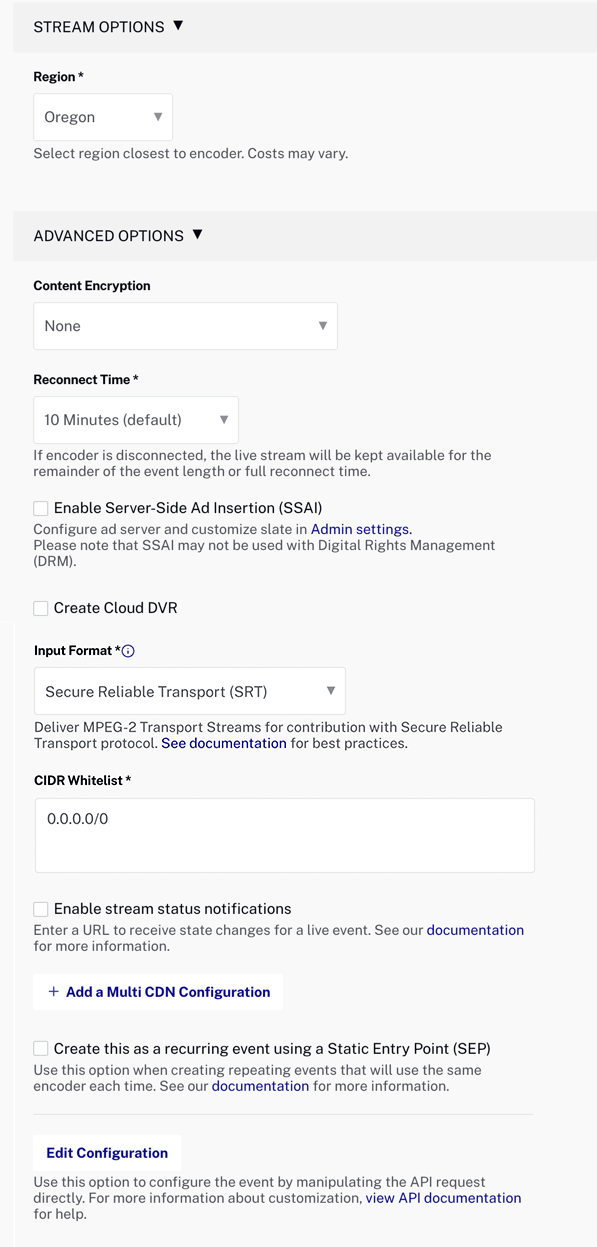 STREAM OPTIONS ▼
Region *
Oregon ▼
Select region closest to encoder. Costs may vary.
ADVANCED OPTIONS ▼
Content Encryption
None ▼
Reconnect Time *
10 Minutes (default) ▼
If encoder is disconnected, the live stream will be kept available for the
remainder of the event length or full reconnect time.
Enable Server-Side Ad Insertion (SSAI)
Configure ad server and customize slate in Admin settings.
Please note that SSAI may not be used with Digital Rights Management
(DRM).
Create Cloud DVR
Input Format *
Secure Reliable Transport (SRT) ▼
Deliver MPEG-2 Transport Streams for contribution with Secure Reliable
Transport protocol. See documentation for best practices.
CIDR Whitelist *
0.0.0.0/0
Enable stream status notifications
Enter a URL to receive state changes for a live event. See our documentation
for more information.
+ Add a Multi CDN Configuration
Create this as a recurring event using a Static Entry Point (SEP)
Use this option when creating repeating events that will use the same
encoder each time. See our documentation for more information.
Edit Configuration
Use this option to configure the event by manipulating the API request
directly. For more information about customization, view API documentation
for help.